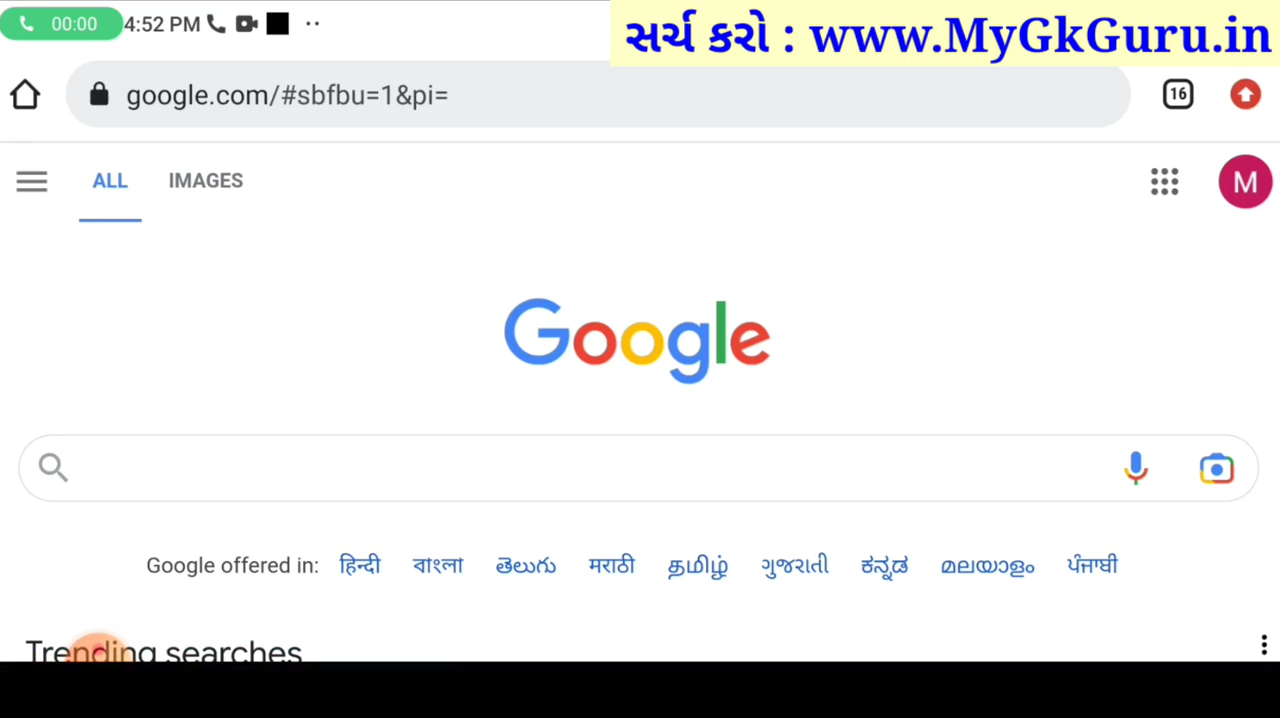 00:00 4:52 PM
સર્ચ કરો : www.MyGkGuru.in
google.com/#sbfbu=1&pi=
16
ALL IMAGES
M
Google
Google offered in: हिन्दी বাংলা తెలుగు मराठी தமிழ் ગુજરાતી ಕನ್ನಡ മലയാളം ਪੰਜਾਬੀ
Trending searches